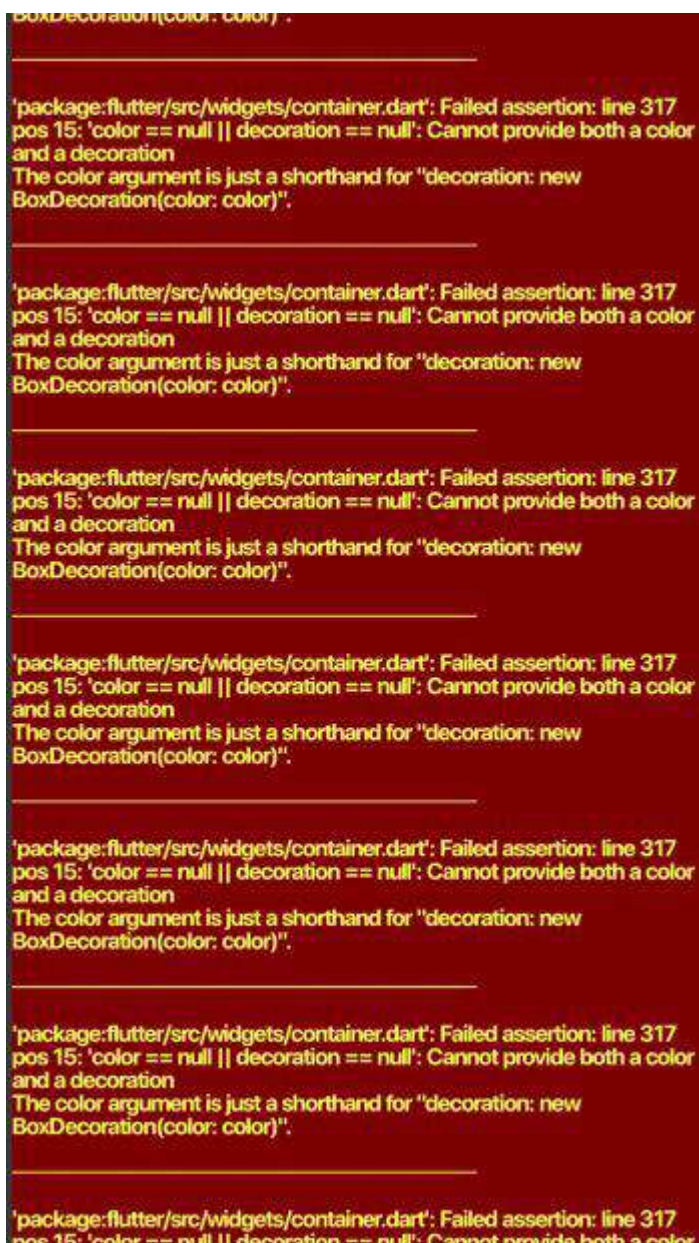 BoxDecoration(color: color)".
'package:flutter/src/widgets/container.dart': Failed assertion: line 317
pos 15: 'color == null || decoration == null': Cannot provide both a color
and a decoration
The color argument is just a shorthand for "decoration: new
BoxDecoration(color: color)".
'package:flutter/src/widgets/container.dart': Failed assertion: line 317
pos 15: 'color == null || decoration == null': Cannot provide both a color
and a decoration
The color argument is just a shorthand for "decoration: new
BoxDecoration(color: color)".
'package:flutter/src/widgets/container.dart': Failed assertion: line 317
pos 15: 'color == null || decoration == null': Cannot provide both a color
and a decoration
The color argument is just a shorthand for "decoration: new
BoxDecoration(color: color)".
'package:flutter/src/widgets/container.dart': Failed assertion: line 317
pos 15: 'color == null || decoration == null': Cannot provide both a color
and a decoration
The color argument is just a shorthand for "decoration: new
BoxDecoration(color: color)".
'package:flutter/src/widgets/container.dart': Failed assertion: line 317
pos 15: 'color == null || decoration == null': Cannot provide both a color
and a decoration
The color argument is just a shorthand for "decoration: new
BoxDecoration(color: color)".
'package:flutter/src/widgets/container.dart': Failed assertion: line 317
pos 15: 'color == null || decoration == null': Cannot provide both a color
and a decoration
The color argument is just a shorthand for "decoration: new
BoxDecoration(color: color)".
'package:flutter/src/widgets/container.dart': Failed assertion: line 317
pos 15: 'color == null || decoration == null': Cannot provide both a color